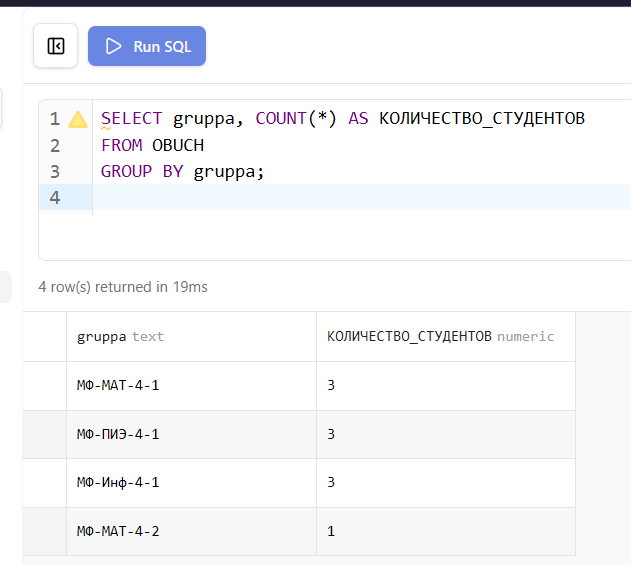 Run SQL
1 SELECT gruppa, COUNT(*) AS КОЛИЧЕСТВО_СТУДЕНТОВ
2 FROM OBUCH
3 GROUP BY gruppa;
4
4 row(s) returned in 19ms
gruppa text КОЛИЧЕСТВО_СТУДЕНТОВ numeric
МФ-МАТ-4-1 3
МФ-ПИЭ-4-1 3
МФ-Инф-4-1 3
МФ-МАТ-4-2 1